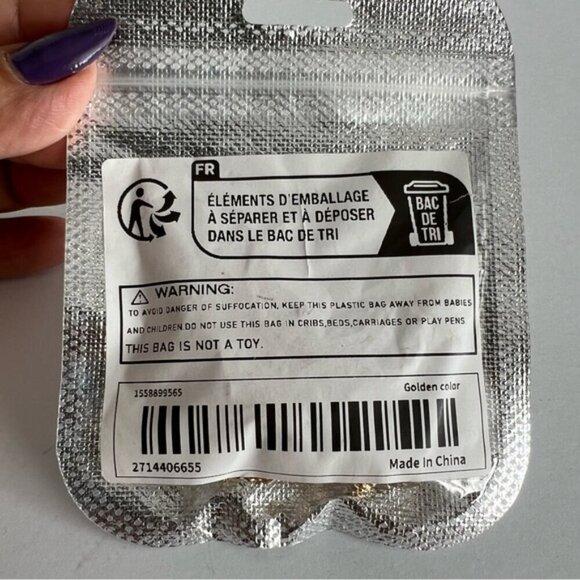 FR
ÉLÉMENTS D'EMBALLAGE
À SÉPARER ET À DÉPOSER
DANS LE BAC DE TRI
BAC
DE
TRI
WARNING:
TO AVOID DANGER OF SUFFOCATION, KEEP THIS PLASTIC BAG AWAY FROM BABIES
AND CHILDREN.DO NOT USE THIS BAG IN CRIBS,BEDS,CARRIAGES OR PLAY PENS
THIS BAG IS NOT A TOY.
1558899565
Golden color
2714406655
Made In China